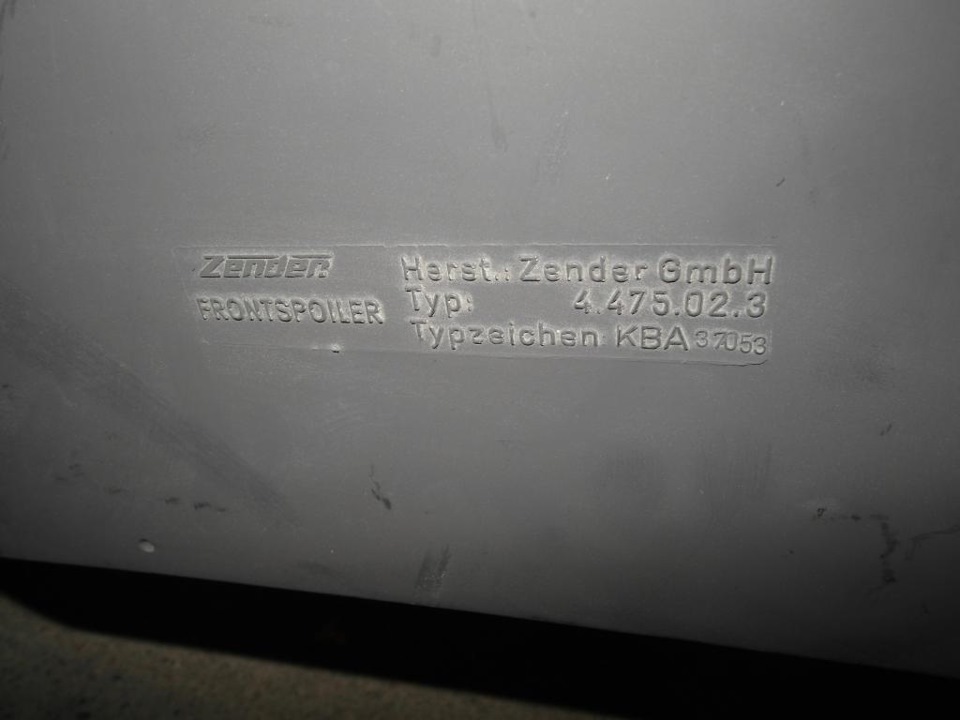 Zender
FRONTSPOILER
Herst.: Zender GmbH
Typ: 4.475.02.3
Typzeichen KBA 37053